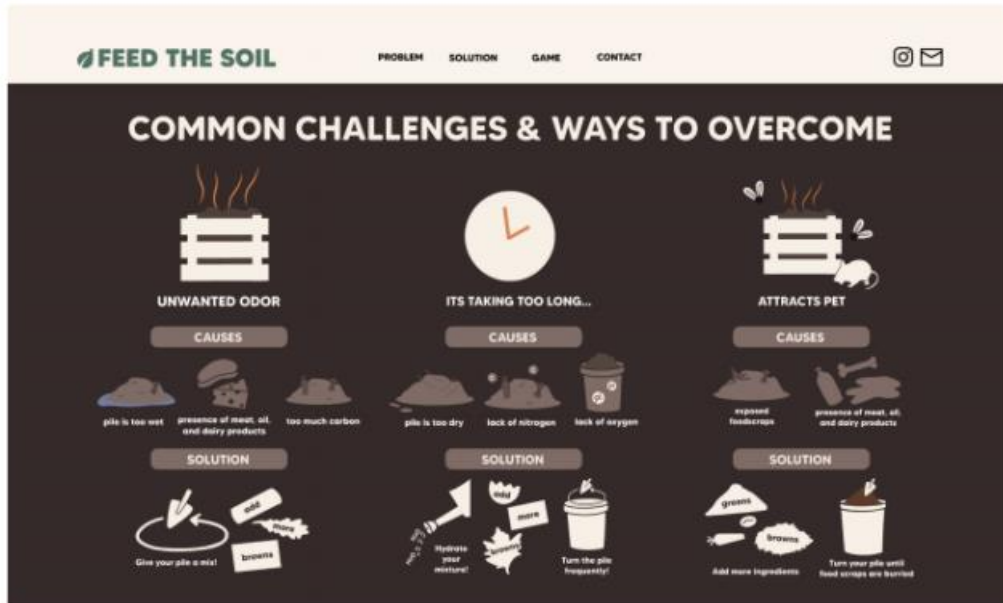 FEED THE SOIL
PROBLEM SOLUTION GAME CONTACT
COMMON CHALLENGES & WAYS TO OVERCOME
UNWANTED ODOR
CAUSES
pile is too wet
presence of meat, oil,
and dairy products
too much carbon
SOLUTION
Give your pile a mix!
add
more
browns
ITS TAKING TOO LONG...
CAUSES
pile is too dry
lack of nitrogen
lack of oxygen
SOLUTION
Hydrate
your
mixture!
add
more
browns
Turn the pile
frequently!
ATTRACTS PET
CAUSES
exposed
foodscraps
presence of meat, oil,
and dairy products
SOLUTION
greens
browns
Add more ingredients
Turn your pile until
food scraps are burried